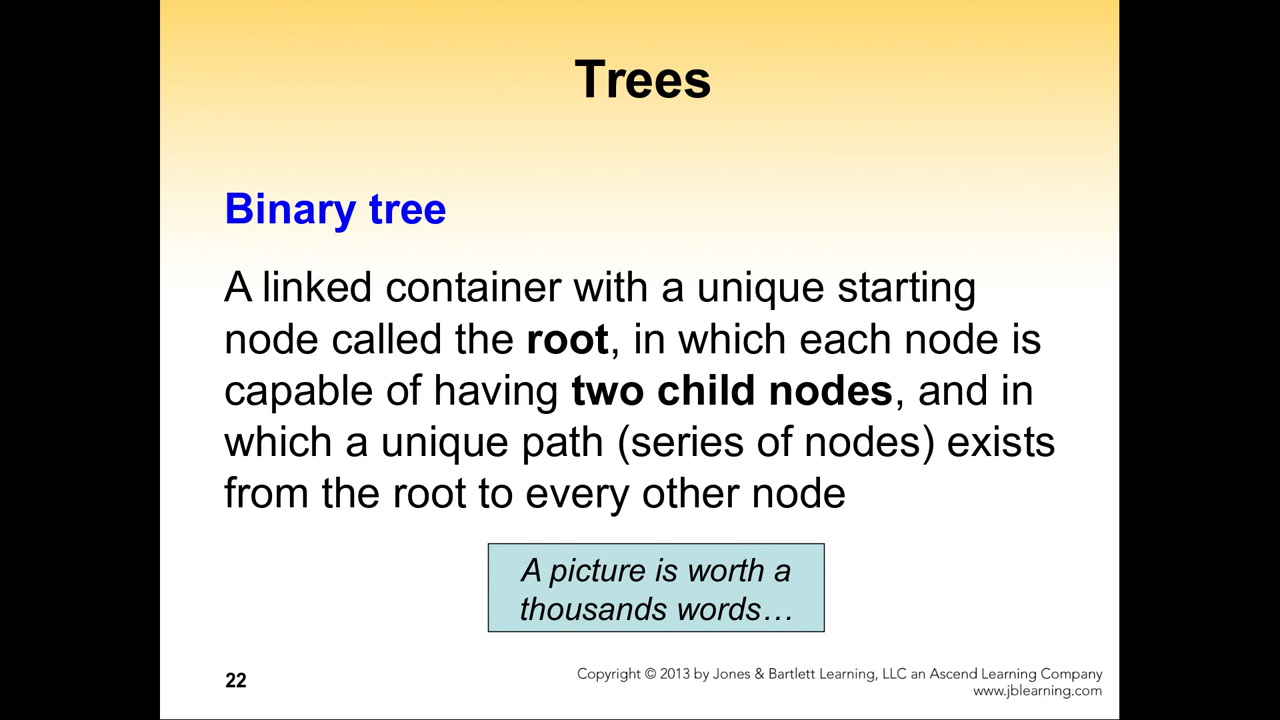 Trees
Binary tree
A linked container with a unique starting
node called the root, in which each node is
capable of having two child nodes, and in
which a unique path (series of nodes) exists
from the root to every other node
A picture is worth a
thousands words…
22
Copyright © 2013 by Jones & Bartlett Learning, LLC an Ascend Learning Company
www.jblearning.com